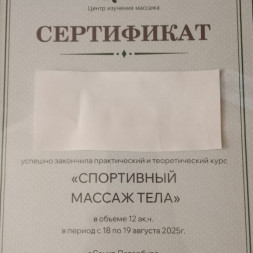 Центр изучения массажа
СЕРТИФИКАТ
успешно закончила практический и теоретический курс
«СПОРТИВНЫЙ
МАССАЖ ТЕЛА»
в объеме 12 ак.ч.
в период с 18 по 19 августа 2025г.